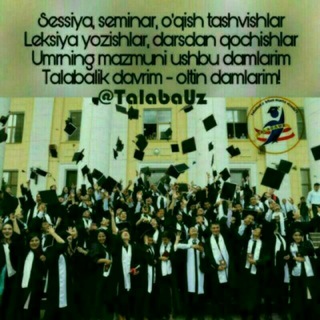 Sessiya, seminar, o'qish tashvishlar
Leksiya yozishlar, darsdan qochishlar
Umrning mazmuni ushbu damlarim
Talabalik davrim - oltin damlarim!
@TalabaUz